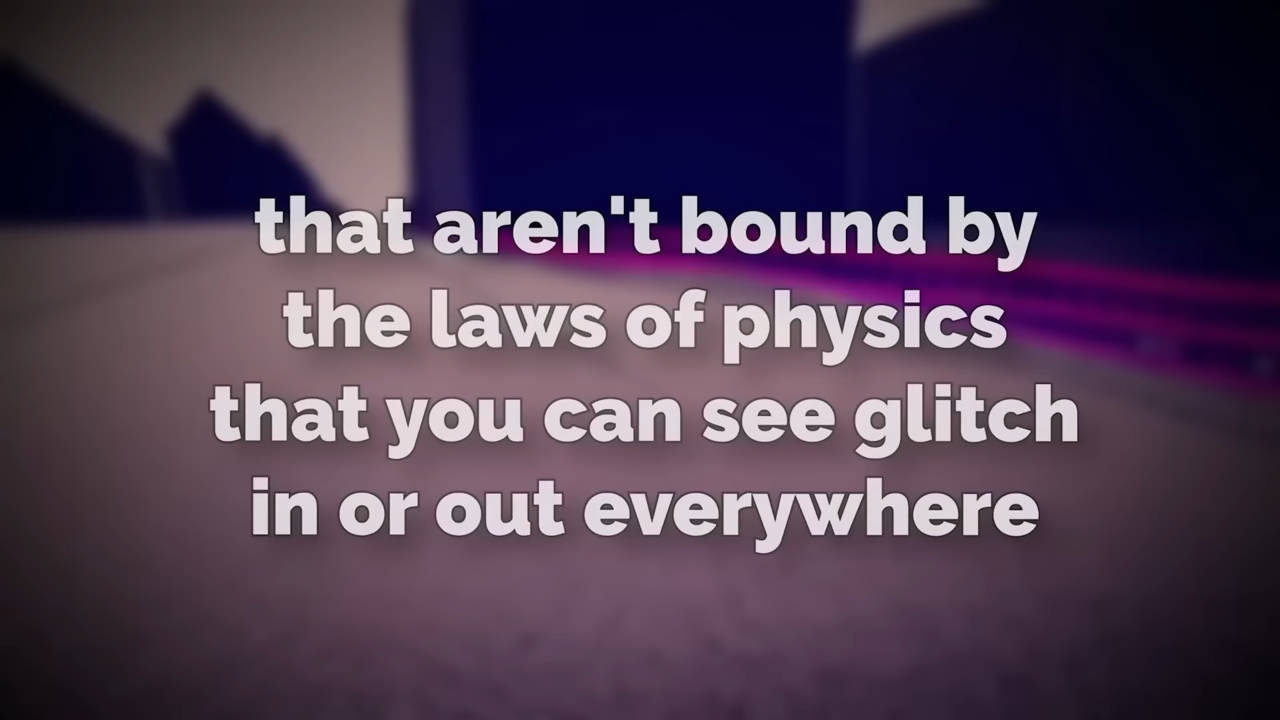 that aren't bound by
the laws of physics
that you can see glitch
in or out everywhere